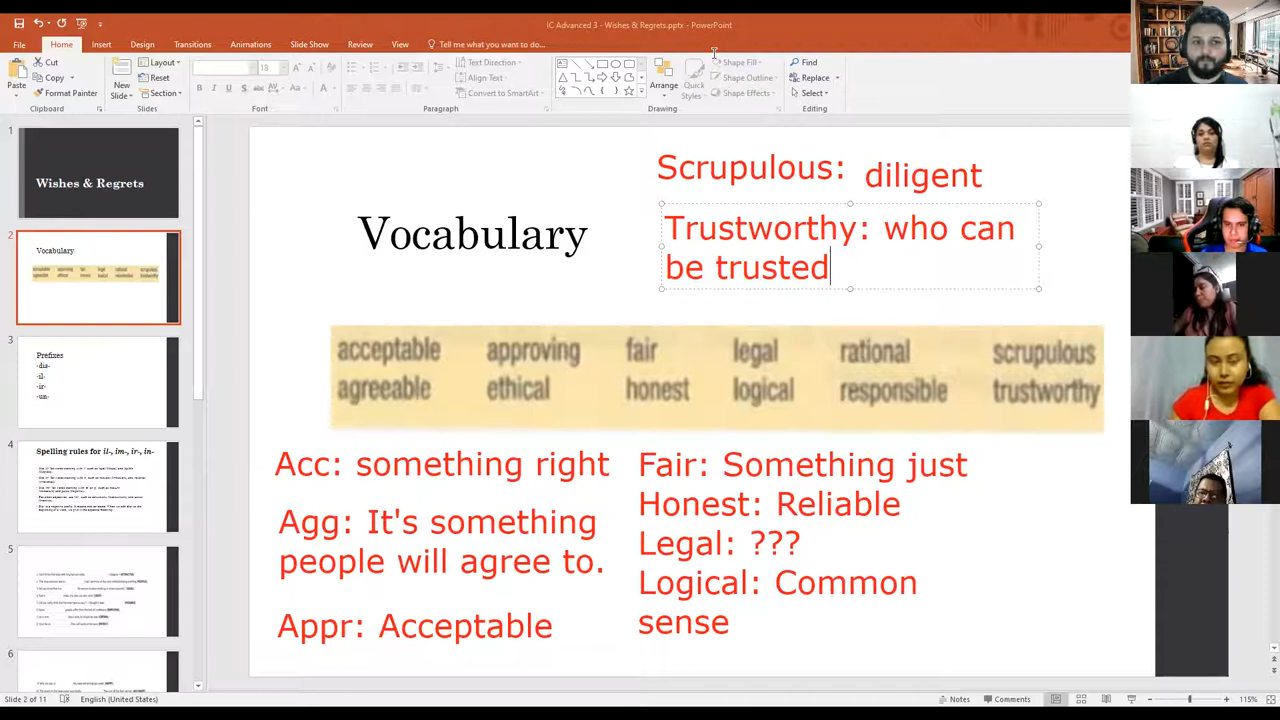 iC Advanced 3 - Wishes & Regrets.pptx - PowerPoint
File Home Insert Design Transitions Animations Slide Show Review View Tell me what you want to do...
Paste
Cut
Copy
Format Painter
Clipboard
New Slide
Layout
Reset
Section
Slides
18
Font
Text Direction
Align Text
Convert to SmartArt
Paragraph
Arrange
Quick Styles
Shape Fill
Shape Outline
Shape Effects
Drawing
Find
Replace
Select
Editing
1
Wishes & Regrets
2
Vocabulary
3
Prefixes
-dis-
-il-
-ir-
-un-
4
Spelling rules for il-, im-, ir-, in-
5
6
Vocabulary
Scrupulous: diligent
Trustworthy: who can
be trusted
acceptable approving fair legal rational scrupulous
agreeable ethical honest logical responsible trustworthy
Acc: something right
Agg: It's something
people will agree to.
Appr: Acceptable
Fair: Something just
Honest: Reliable
Legal: ???
Logical: Common
sense
Slide 2 of 11 English (United States) Notes Comments 115%